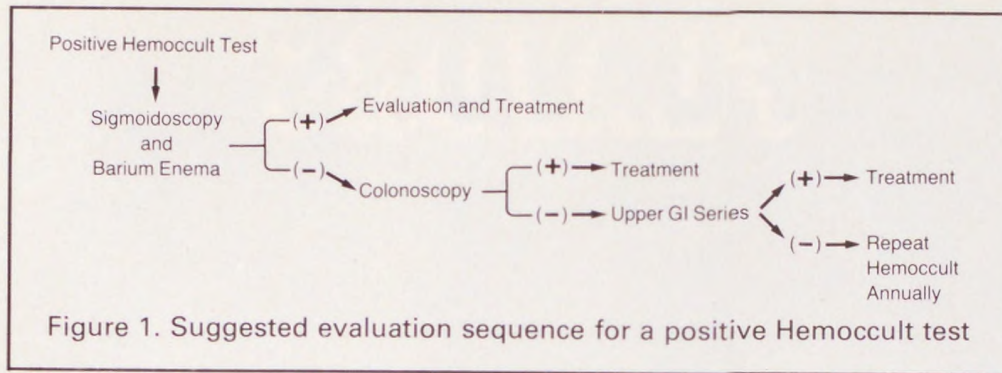 Positive Hemoccult Test
Sigmoidoscopy
and
Barium Enema
(+) Evaluation and Treatment
(-) Colonoscopy
(+) Treatment
(-) Upper GI Series
(+) Treatment
(-) Repeat
Hemoccult
Annually
Figure 1. Suggested evaluation sequence for a positive Hemoccult test